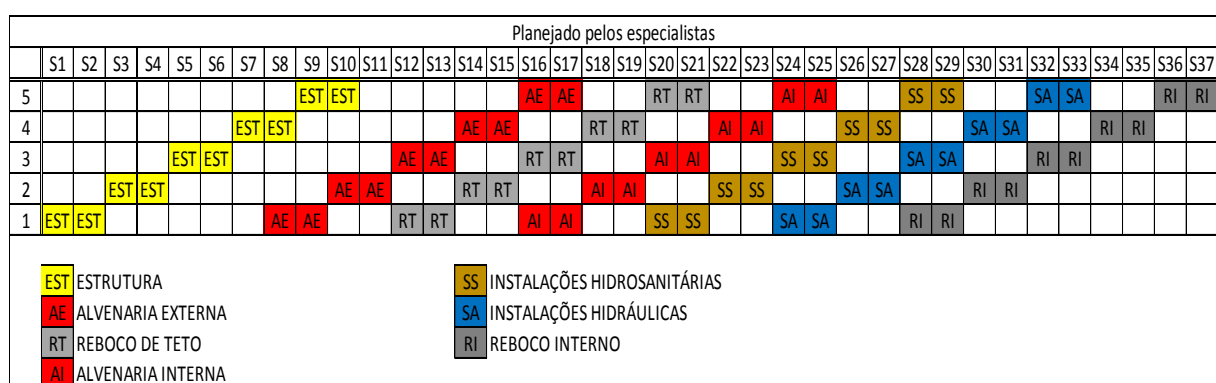 Planejado pelos especialistas
S1 S2 S3 S4 S5 S6 S7 S8 S9 S10 S11 S12 S13 S14 S15 S16 S17 S18 S19 S20 S21 S22 S23 S24 S25 S26 S27 S28 S29 S30 S31 S32 S33 S34 S35 S36 S37
5 EST EST AE AE RT RT AI AI SS SS SA SA RI RI
4 EST EST AE AE RT RT AI AI SS SS SA SA RI RI
3 EST EST AE AE RT RT AI AI SS SS SA SA RI RI
2 EST EST AE AE RT RT AI AI SS SS SA SA RI RI
1 EST EST AE AE RT RT AI AI SS SS SA SA RI RI
EST ESTRUTURA
AE ALVENARIA EXTERNA
RT REBOCO DE TETO
AI ALVENARIA INTERNA
SS INSTALAÇÕES HIDROSANITÁRIAS
SA INSTALAÇÕES HIDRÁULICAS
RI REBOCO INTERNO